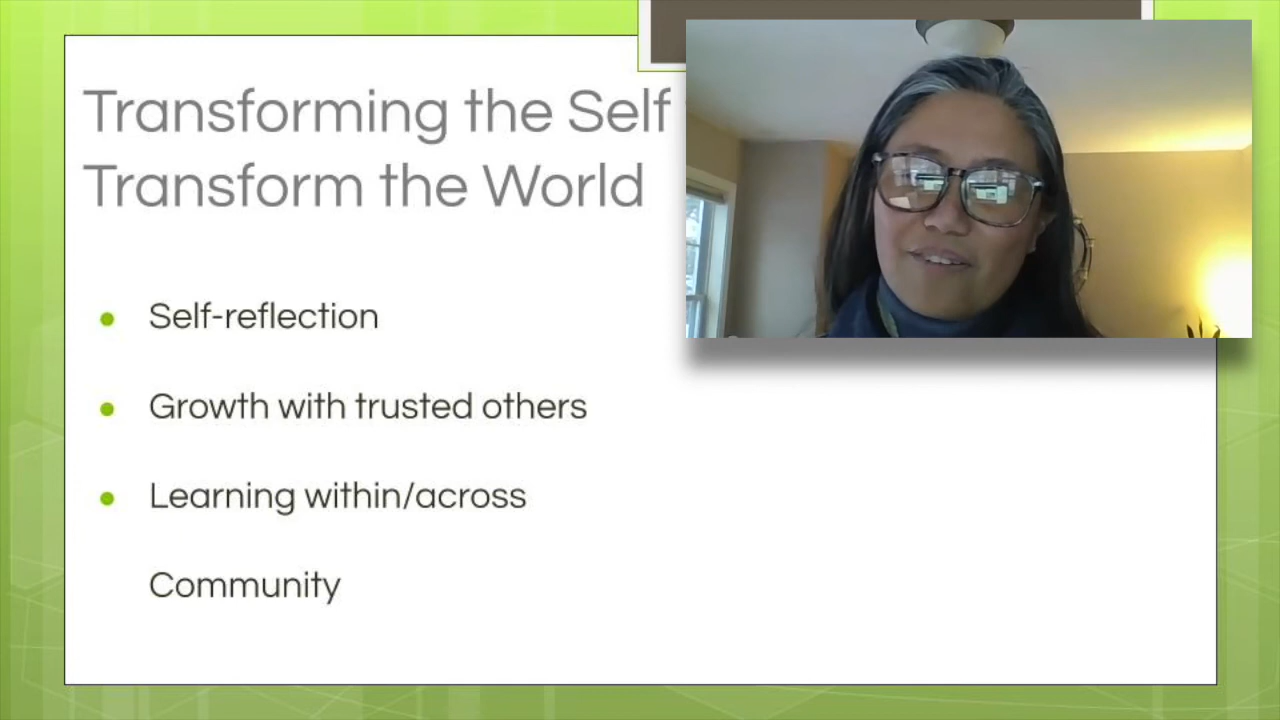 Transforming the Self
Transform the World
Self-reflection
Growth with trusted others
Learning within/across
Community